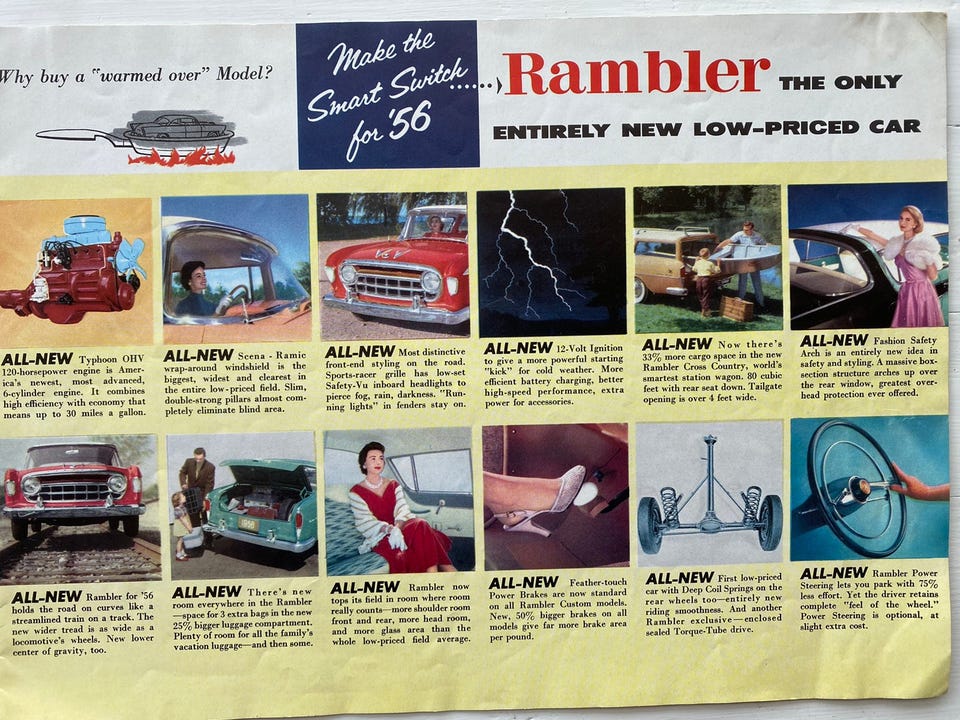 Why buy a "warmed over" Model?
Make the
Smart Switch
for '56
Rambler THE ONLY
ENTIRELY NEW LOW-PRICED CAR
ALL-NEW Typhoon OHV
120-horsepower engine is Amer-
ica's newest, most advanced,
6-cylinder engine. It combines
high efficiency with economy that
means up to 30 miles a gallon.
ALL-NEW Scena-Ramic
wrap-around windshield is the
biggest, widest and clearest in
the entire low-priced field. Slim,
double-strong pillars almost com-
pletely eliminate blind area.
ALL-NEW Most distinctive
front-end styling on the road.
Sports-racer grille has low-set
Safety-Vu inboard headlights to
pierce fog, rain, darkness. "Run-
ning lights" in fenders stay on.
ALL-NEW 12-Volt Ignition
to give a more powerful starting
"kick" for cold weather. More
efficient battery charging, better
high-speed performance, extra
power for accessories.
ALL-NEW Now there's
33% more cargo space in the new
Rambler Cross Country, world's
smartest station wagon. 80 cubic
feet with rear seat down. Tailgate
opening is over 4 feet wide.
ALL-NEW Fashion Safety
Arch is an entirely new idea in
safety and styling. A massive box-
section structure arches up over
the rear window, greatest over-
head protection ever offered.
1956
ALL-NEW Rambler for '56
holds the road on curves like a
streamlined train on a track. The
new wider tread is as wide as a
locomotive's wheels. New lower
center of gravity, too.
ALL-NEW There's new
room everywhere in the Rambler
—space for 3 extra bags in the new
25% bigger luggage compartment.
Plenty of room for all the family's
vacation luggage—and then some.
ALL-NEW Rambler now
tops its field in room where room
really counts—more shoulder room
front and rear, more head room,
and more glass area than the
whole low-priced field average.
ALL-NEW Feather-touch
Power Brakes are now standard
on all Rambler Custom models.
New, 50% bigger brakes on all
models give far more brake area
per pound.
ALL-NEW First low-priced
car with Deep Coil Springs on the
rear wheels too—entirely new
riding smoothness. And another
Rambler exclusive—enclosed
sealed Torque-Tube drive.
ALL-NEW Rambler Power
Steering lets you park with 75%
less effort. Yet the driver retains
complete "feel of the wheel."
Power Steering is optional, at
slight extra cost.